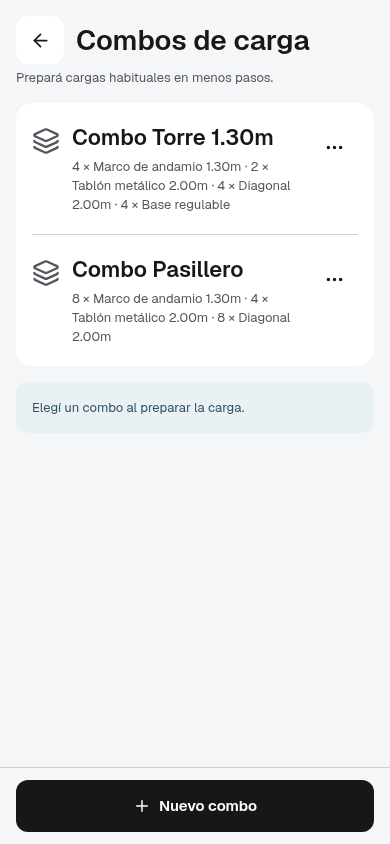 Combos de carga
Prepará cargas habituales en menos pasos.
Combo Torre 1.30m
4 × Marco de andamio 1.30m · 2 ×
Tablón metálico 2.00m · 4 × Diagonal
2.00m · 4 × Base regulable
Combo Pasillero
8 × Marco de andamio 1.30m · 4 ×
Tablón metálico 2.00m · 8 × Diagonal
2.00m
Elegí un combo al preparar la carga.
Nuevo combo